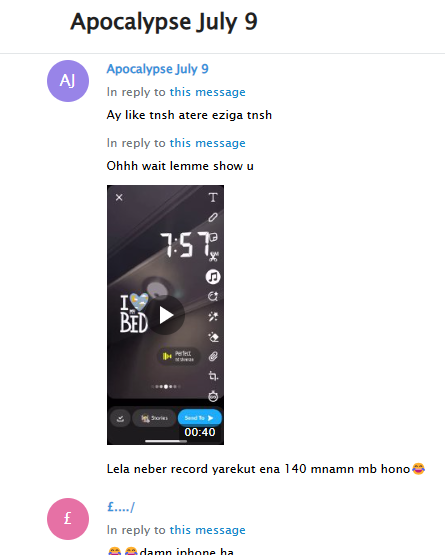 Apocalypse July 9
AJ
Apocalypse July 9
In reply to this message
Ay like tnsh atere eziga tnsh
In reply to this message
Ohhh wait lemme show u
T
7:57
I
MY
BED
Perfect
Stories
Send To
00:40
Lela neber record yarekut ena 140 mnamn mb hono😂
£
£..../
In reply to this message
😂😂damn iphone ha